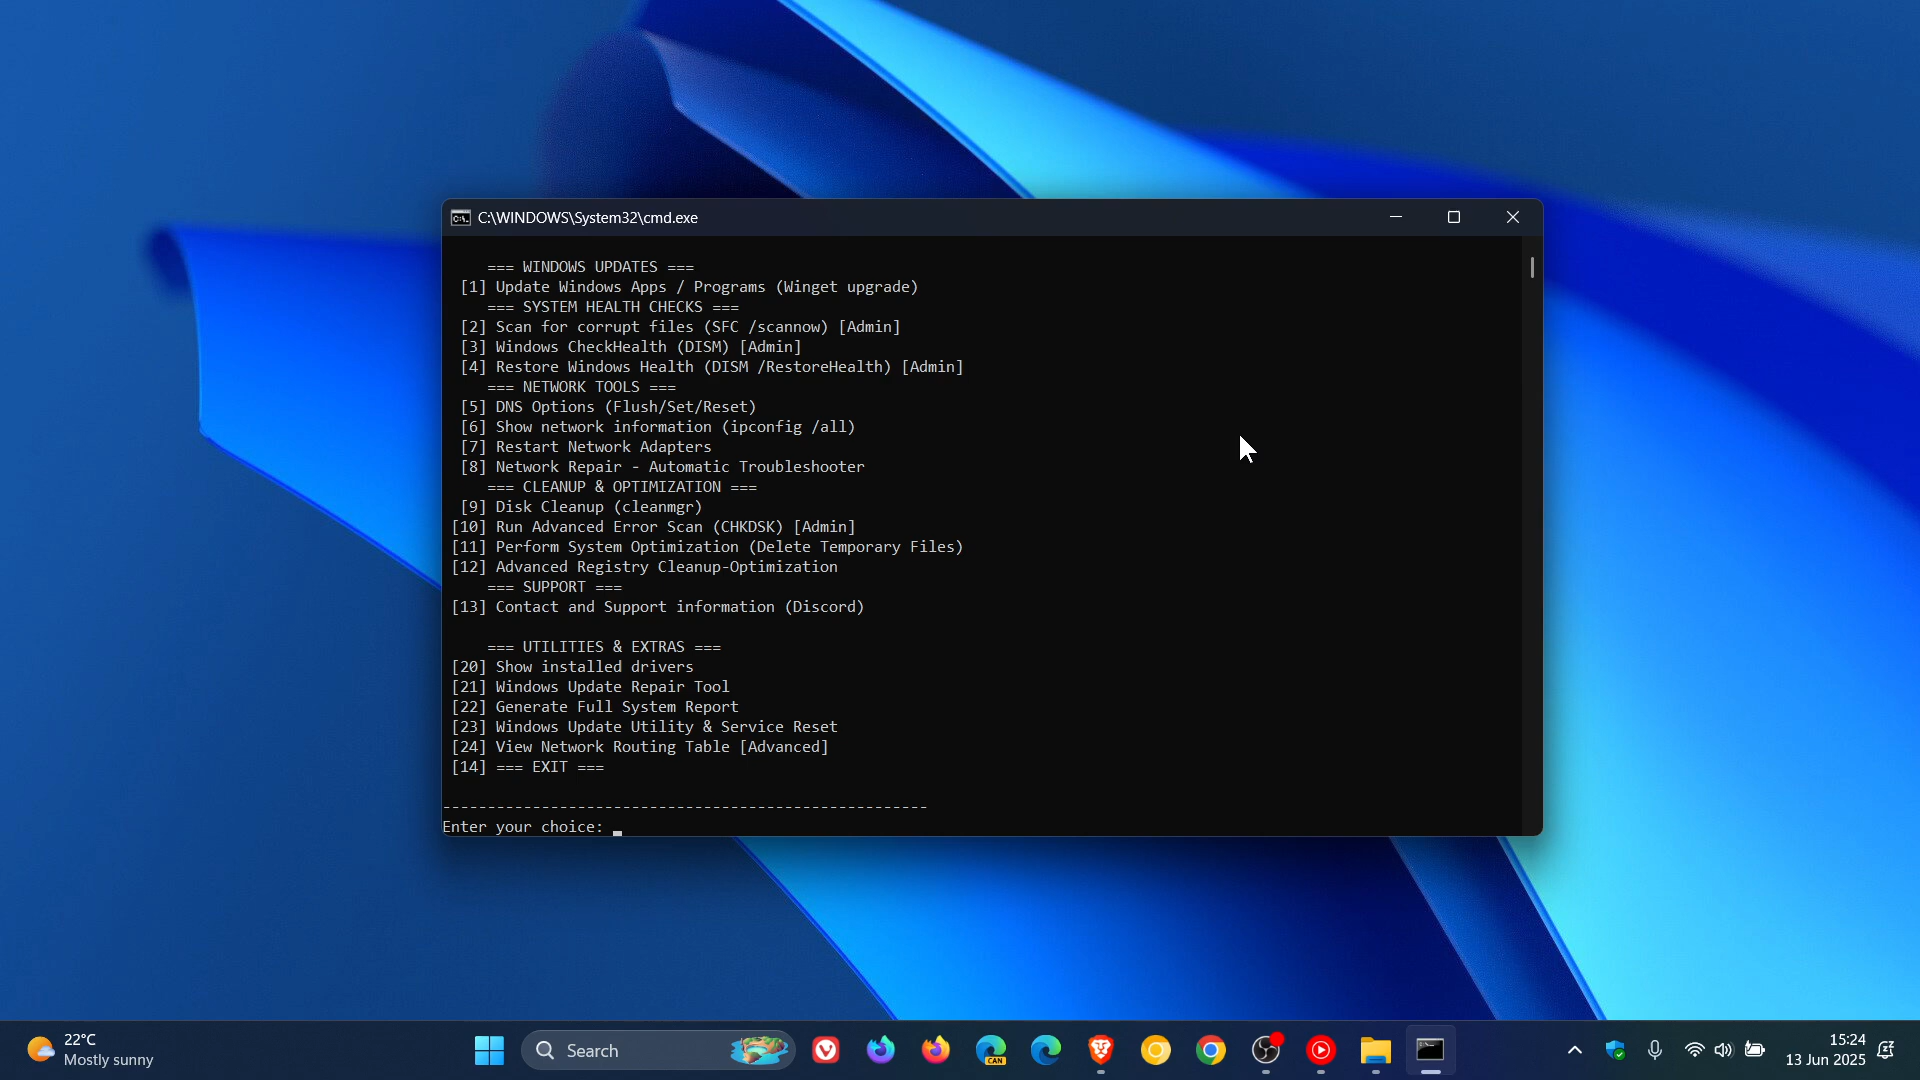 C:\WINDOWS\System32\cmd.exe
=== WINDOWS UPDATES ===
[1] Update Windows Apps / Programs (Winget upgrade)
=== SYSTEM HEALTH CHECKS ===
[2] Scan for corrupt files (SFC /scannow) [Admin]
[3] Windows CheckHealth (DISM) [Admin]
[4] Restore Windows Health (DISM /RestoreHealth) [Admin]
=== NETWORK TOOLS ===
[5] DNS Options (Flush/Set/Reset)
[6] Show network information (ipconfig /all)
[7] Restart Network Adapters
[8] Network Repair - Automatic Troubleshooter
=== CLEANUP & OPTIMIZATION ===
[9] Disk Cleanup (cleanmgr)
[10] Run Advanced Error Scan (CHKDSK) [Admin]
[11] Perform System Optimization (Delete Temporary Files)
[12] Advanced Registry Cleanup-Optimization
=== SUPPORT ===
[13] Contact and Support information (Discord)
=== UTILITIES & EXTRAS ===
[20] Show installed drivers
[21] Windows Update Repair Tool
[22] Generate Full System Report
[23] Windows Update Utility & Service Reset
[24] View Network Routing Table [Advanced]
[14] === EXIT ===
------------------------------------------------------
Enter your choice:
22°C
Mostly sunny
Search
CAN
15:24
13 Jun 2025